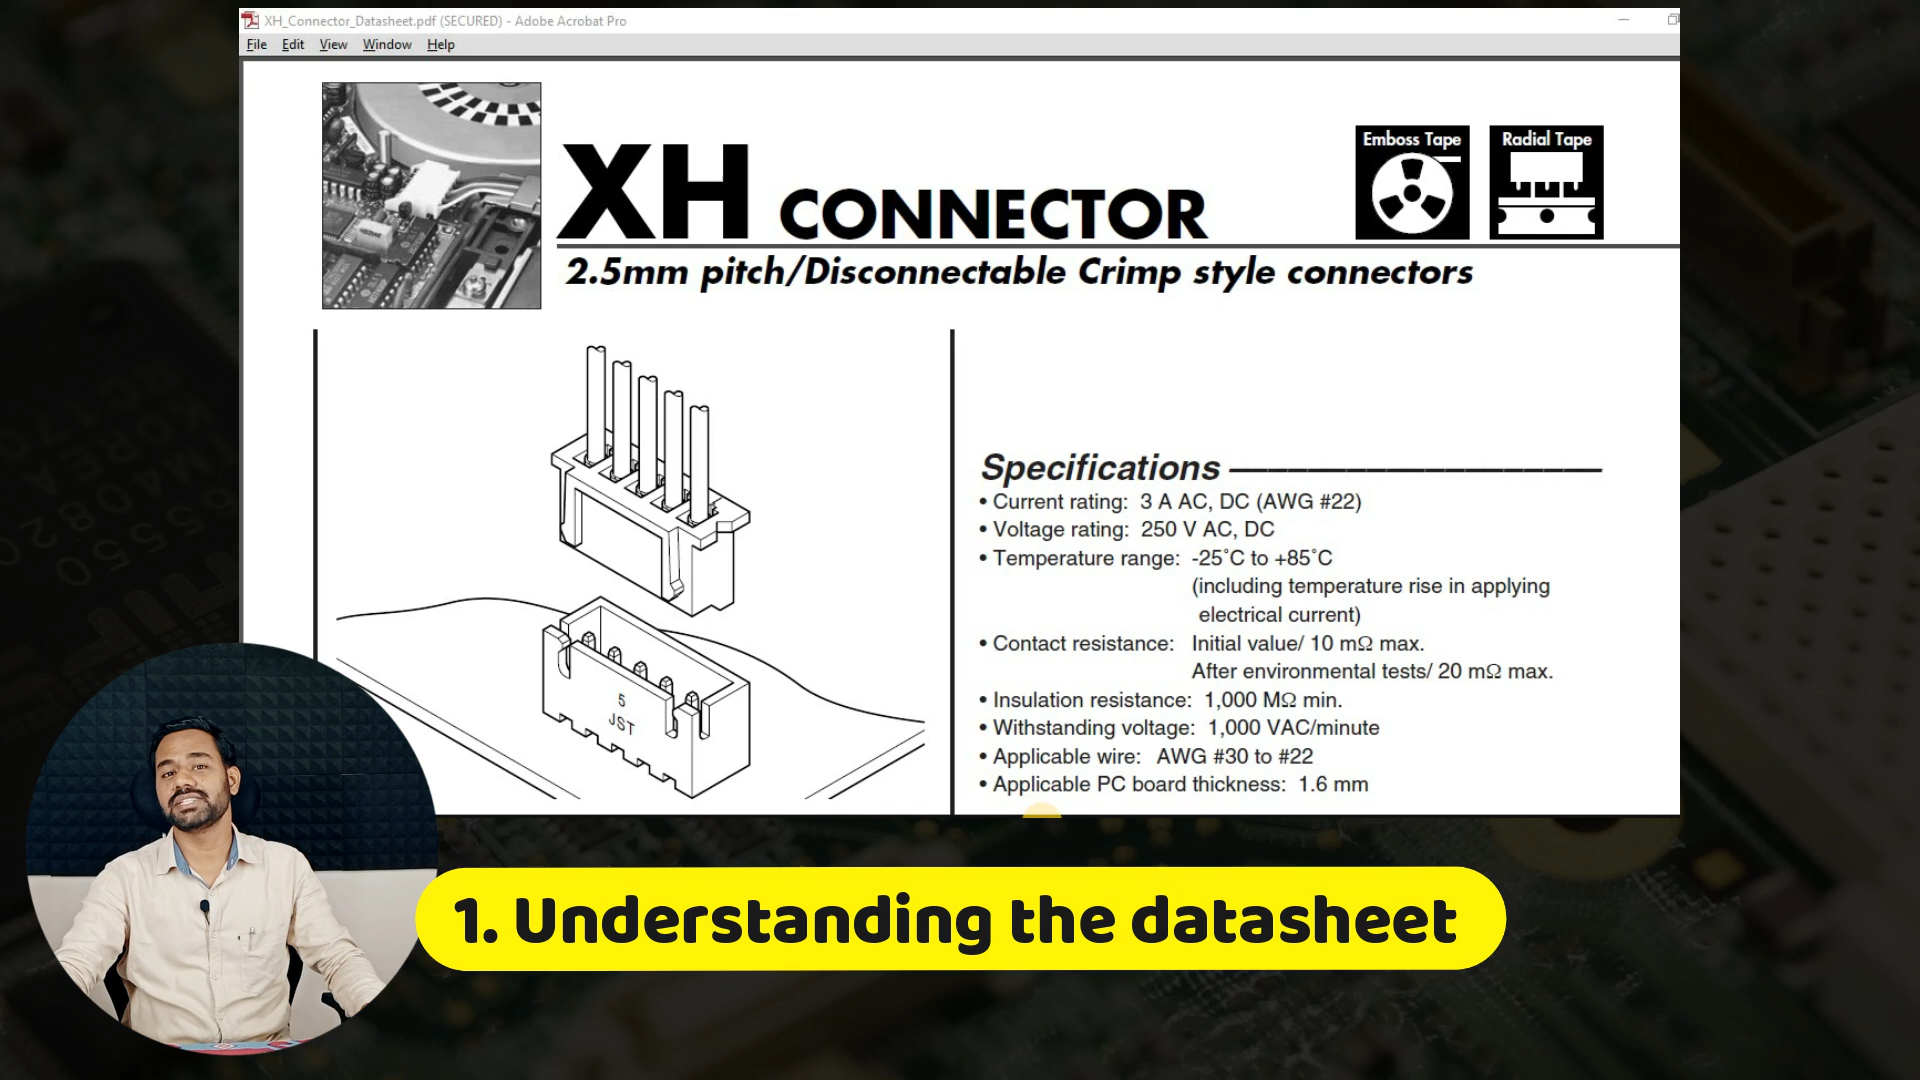 XH_Connector_Datasheet.pdf (SECURED) - Adobe Acrobat Pro
File Edit View Window Help
XH CONNECTOR
Emboss Tape
Radial Tape
2.5mm pitch/Disconnectable Crimp style connectors
5
JST
Specifications
• Current rating: 3 A AC, DC (AWG #22)
• Voltage rating: 250 V AC, DC
• Temperature range: -25˚C to +85˚C
(including temperature rise in applying
electrical current)
• Contact resistance: Initial value/ 10 mΩ max.
After environmental tests/ 20 mΩ max.
• Insulation resistance: 1,000 MΩ min.
• Withstanding voltage: 1,000 VAC/minute
• Applicable wire: AWG #30 to #22
• Applicable PC board thickness: 1.6 mm
1. Understanding the datasheet